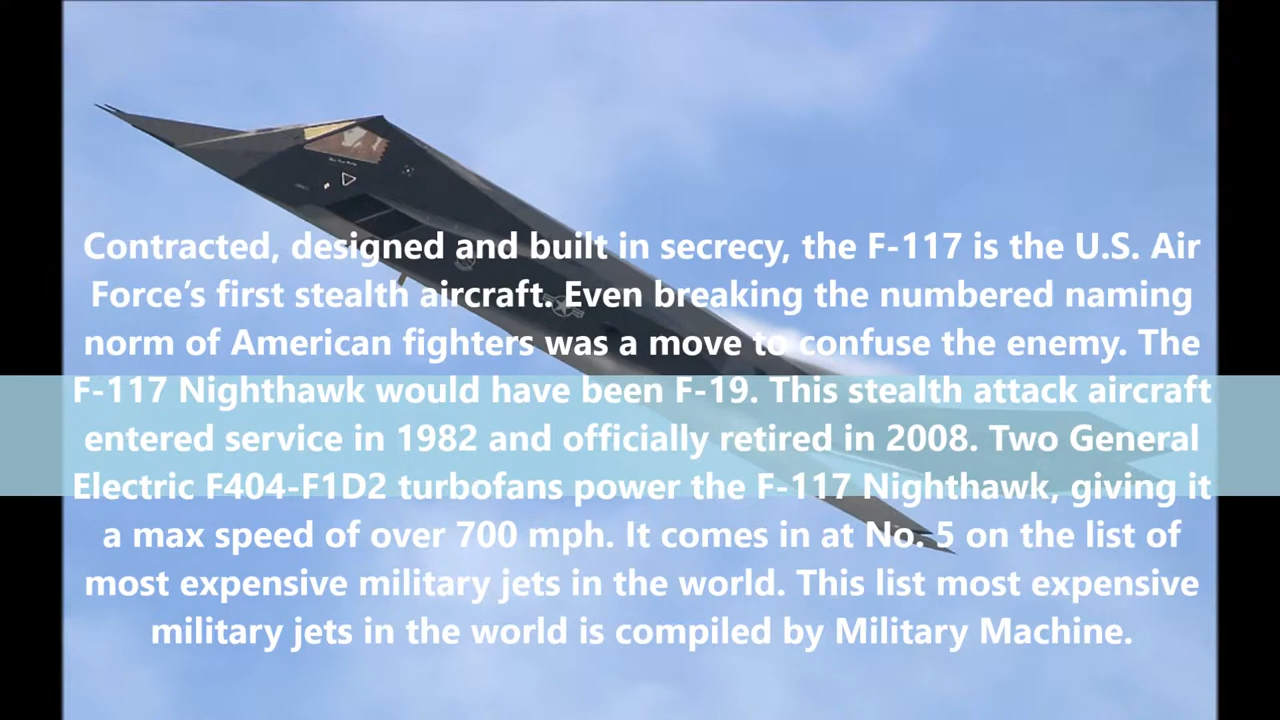 Contracted, designed and built in secrecy, the F-117 is the U.S. Air
Force’s first stealth aircraft. Even breaking the numbered naming
norm of American fighters was a move to confuse the enemy. The
F-117 Nighthawk would have been F-19. This stealth attack aircraft
entered service in 1982 and officially retired in 2008. Two General
Electric F404-F1D2 turbofans power the F-117 Nighthawk, giving it
a max speed of over 700 mph. It comes in at No. 5 on the list of
most expensive military jets in the world. This list most expensive
military jets in the world is compiled by Military Machine.